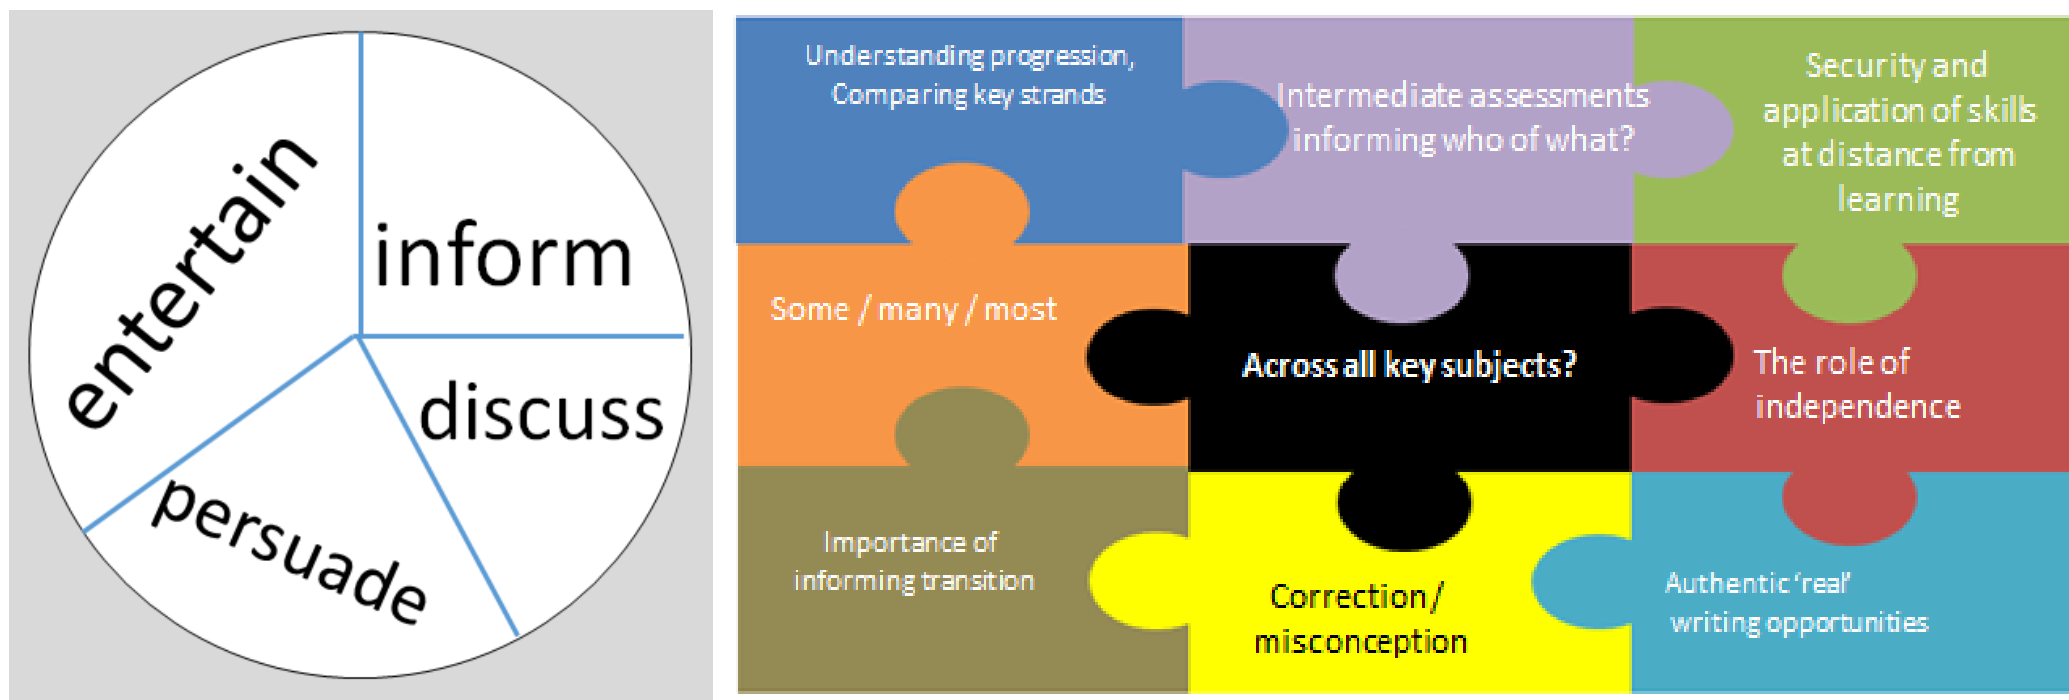 entertain
inform
discuss
persuade
Understanding progression,
Comparing key strands
Intermediate assessments
informing who of what?
Security and
application of skills
at distance from
learning
Some / many / most
Across all key subjects?
The role of
independence
Importance of
informing transition
Correction /
misconception
Authentic ‘real’
writing opportunities